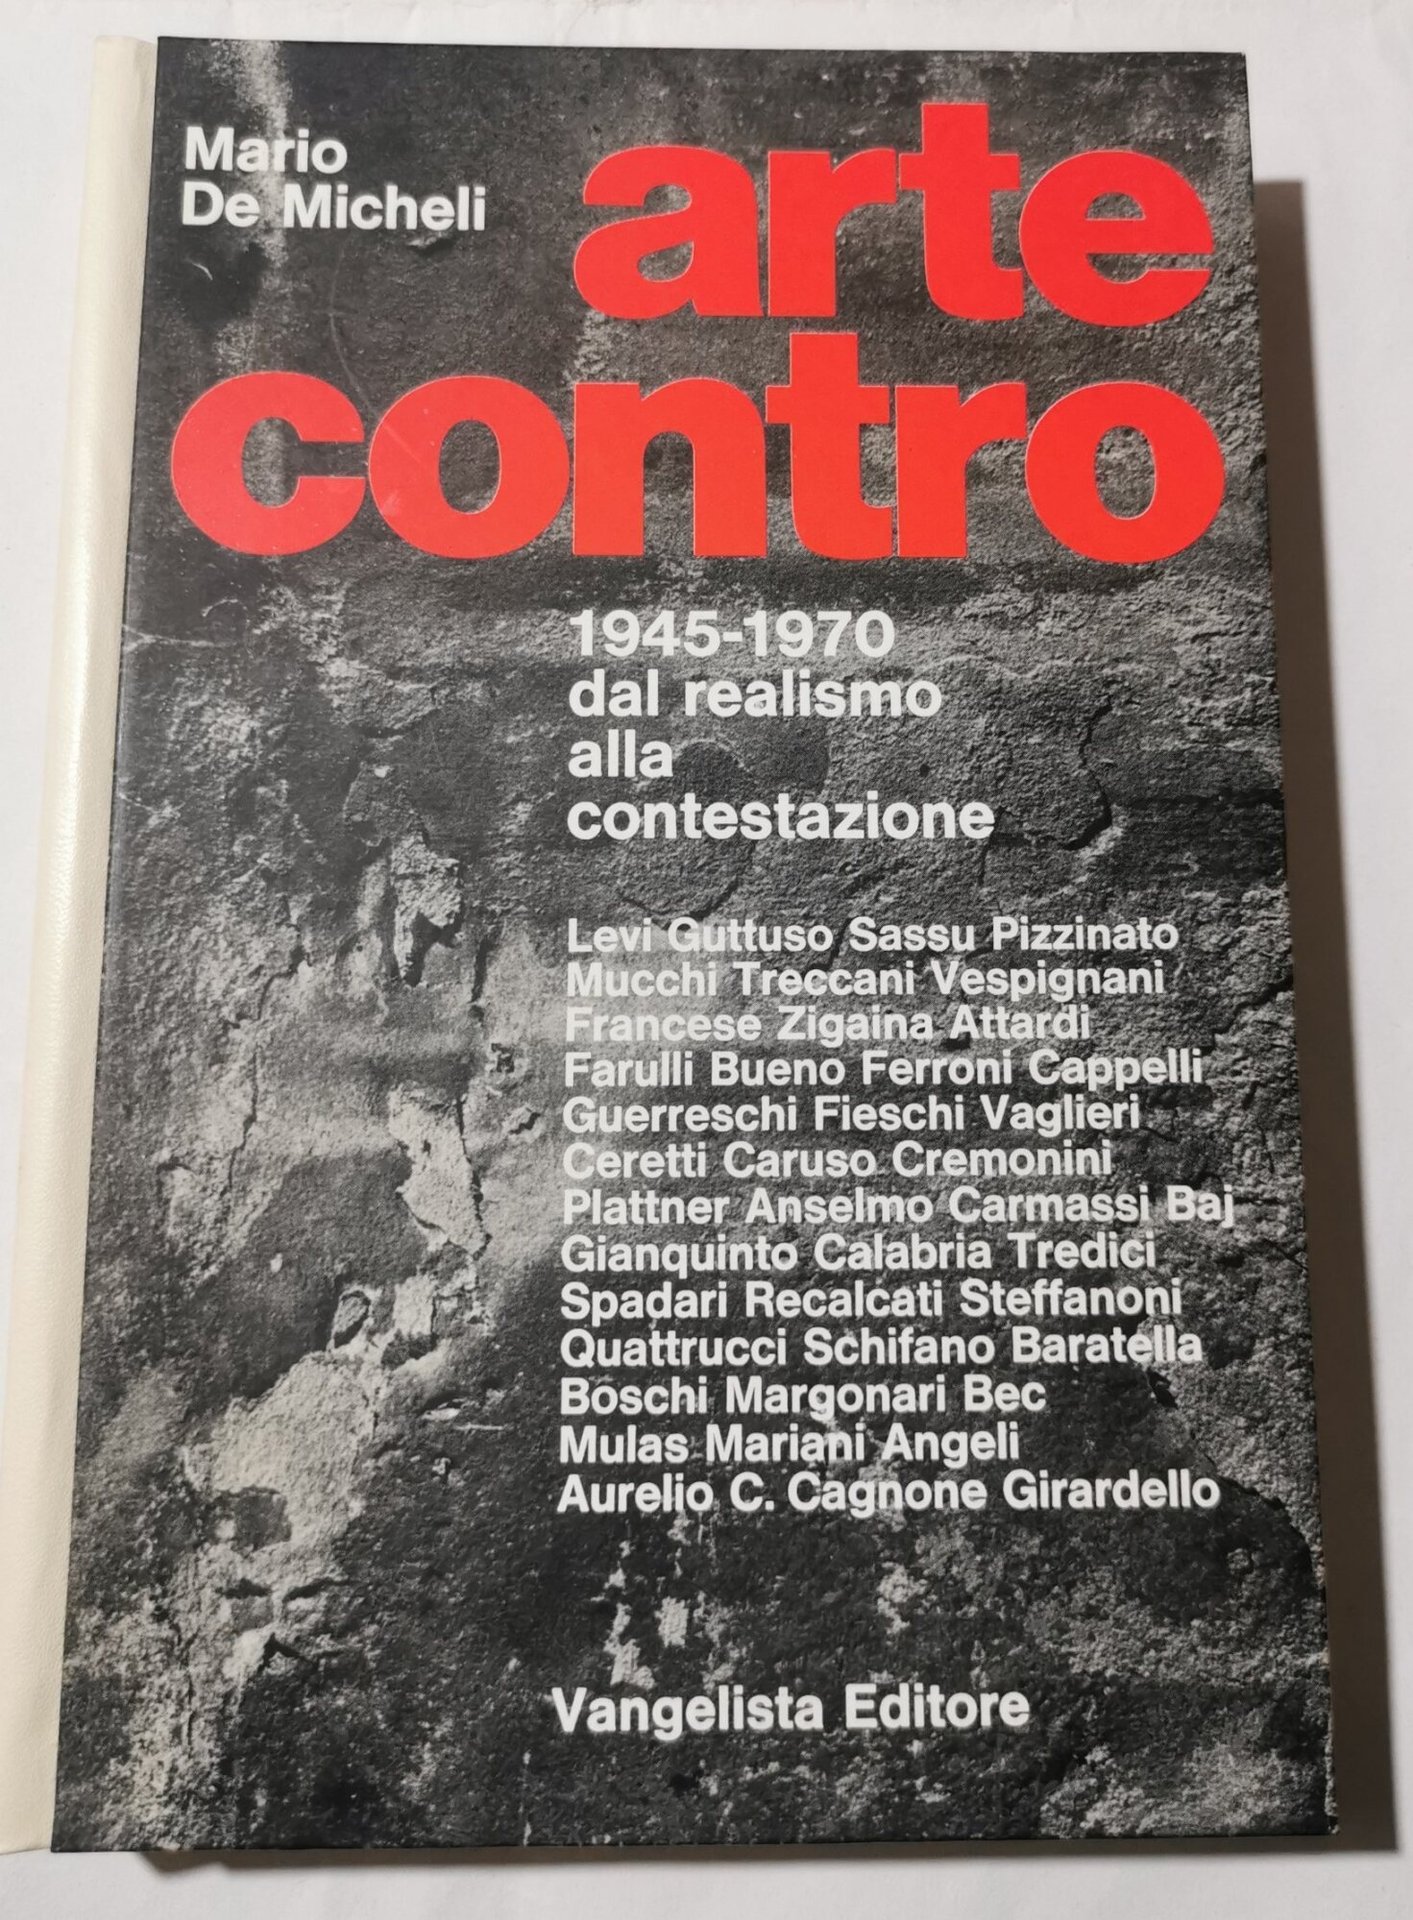 Mario
De Micheli
arte
contro
1945-1970
dal realismo
alla
contestazione
Levi Guttuso Sassu Pizzinato
Mucchi Treccani Vespignani
Francese Zigaina Attardi
Farulli Bueno Ferroni Cappelli
Guerreschi Fieschi Vaglieri
Ceretti Caruso Cremonini
Plattner Anselmo Carmassi Baj
Gianquinto Calabria Tredici
Spadari Recalcati Steffanoni
Quattrucci Schifano Baratella
Boschi Margonari Bec
Mulas Mariani Angeli
Aurelio C. Cagnone Girardello
Vangelista Editore